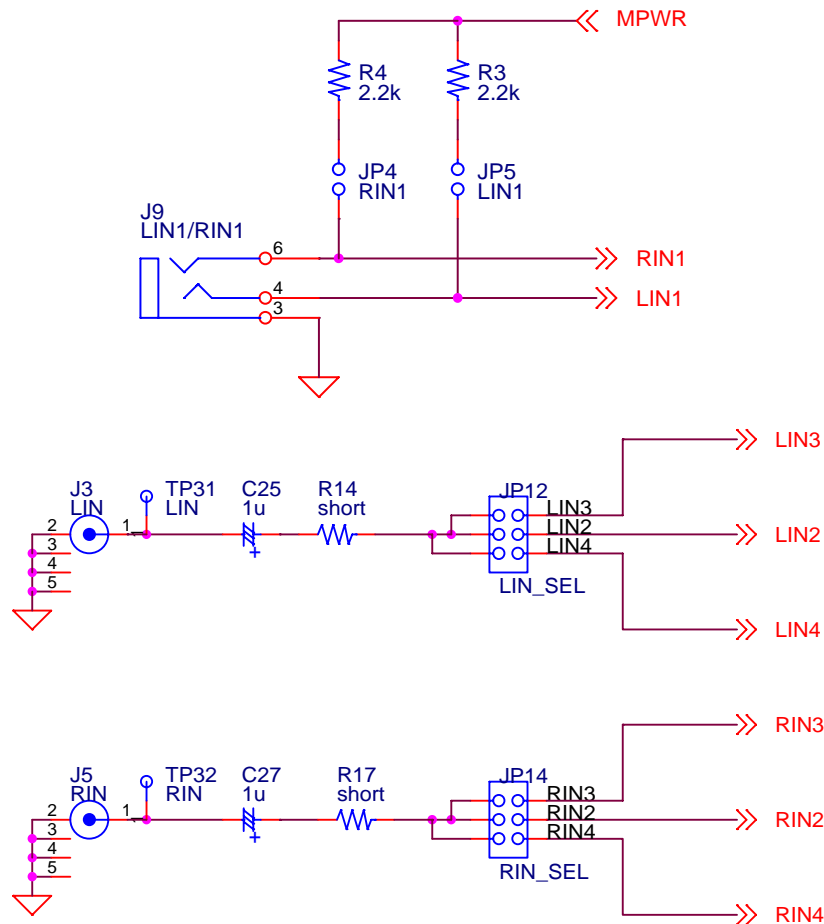 MPWR
R4
2.2k
R3
2.2k
JP4
RIN1
JP5
LIN1
J9
LIN1/RIN1
6
RIN1
4
LIN1
3
LIN3
J3
LIN
TP31
LIN
C25
1u
R14
short
JP12
LIN3
2
1
1
+
LIN2
LIN2
3
LIN4
4
5
LIN_SEL
LIN4
RIN3
J5
RIN
TP32
RIN
C27
1u
R17
short
JP14
RIN3
2
1
1
+
RIN2
RIN2
3
RIN4
4
5
RIN_SEL
RIN4